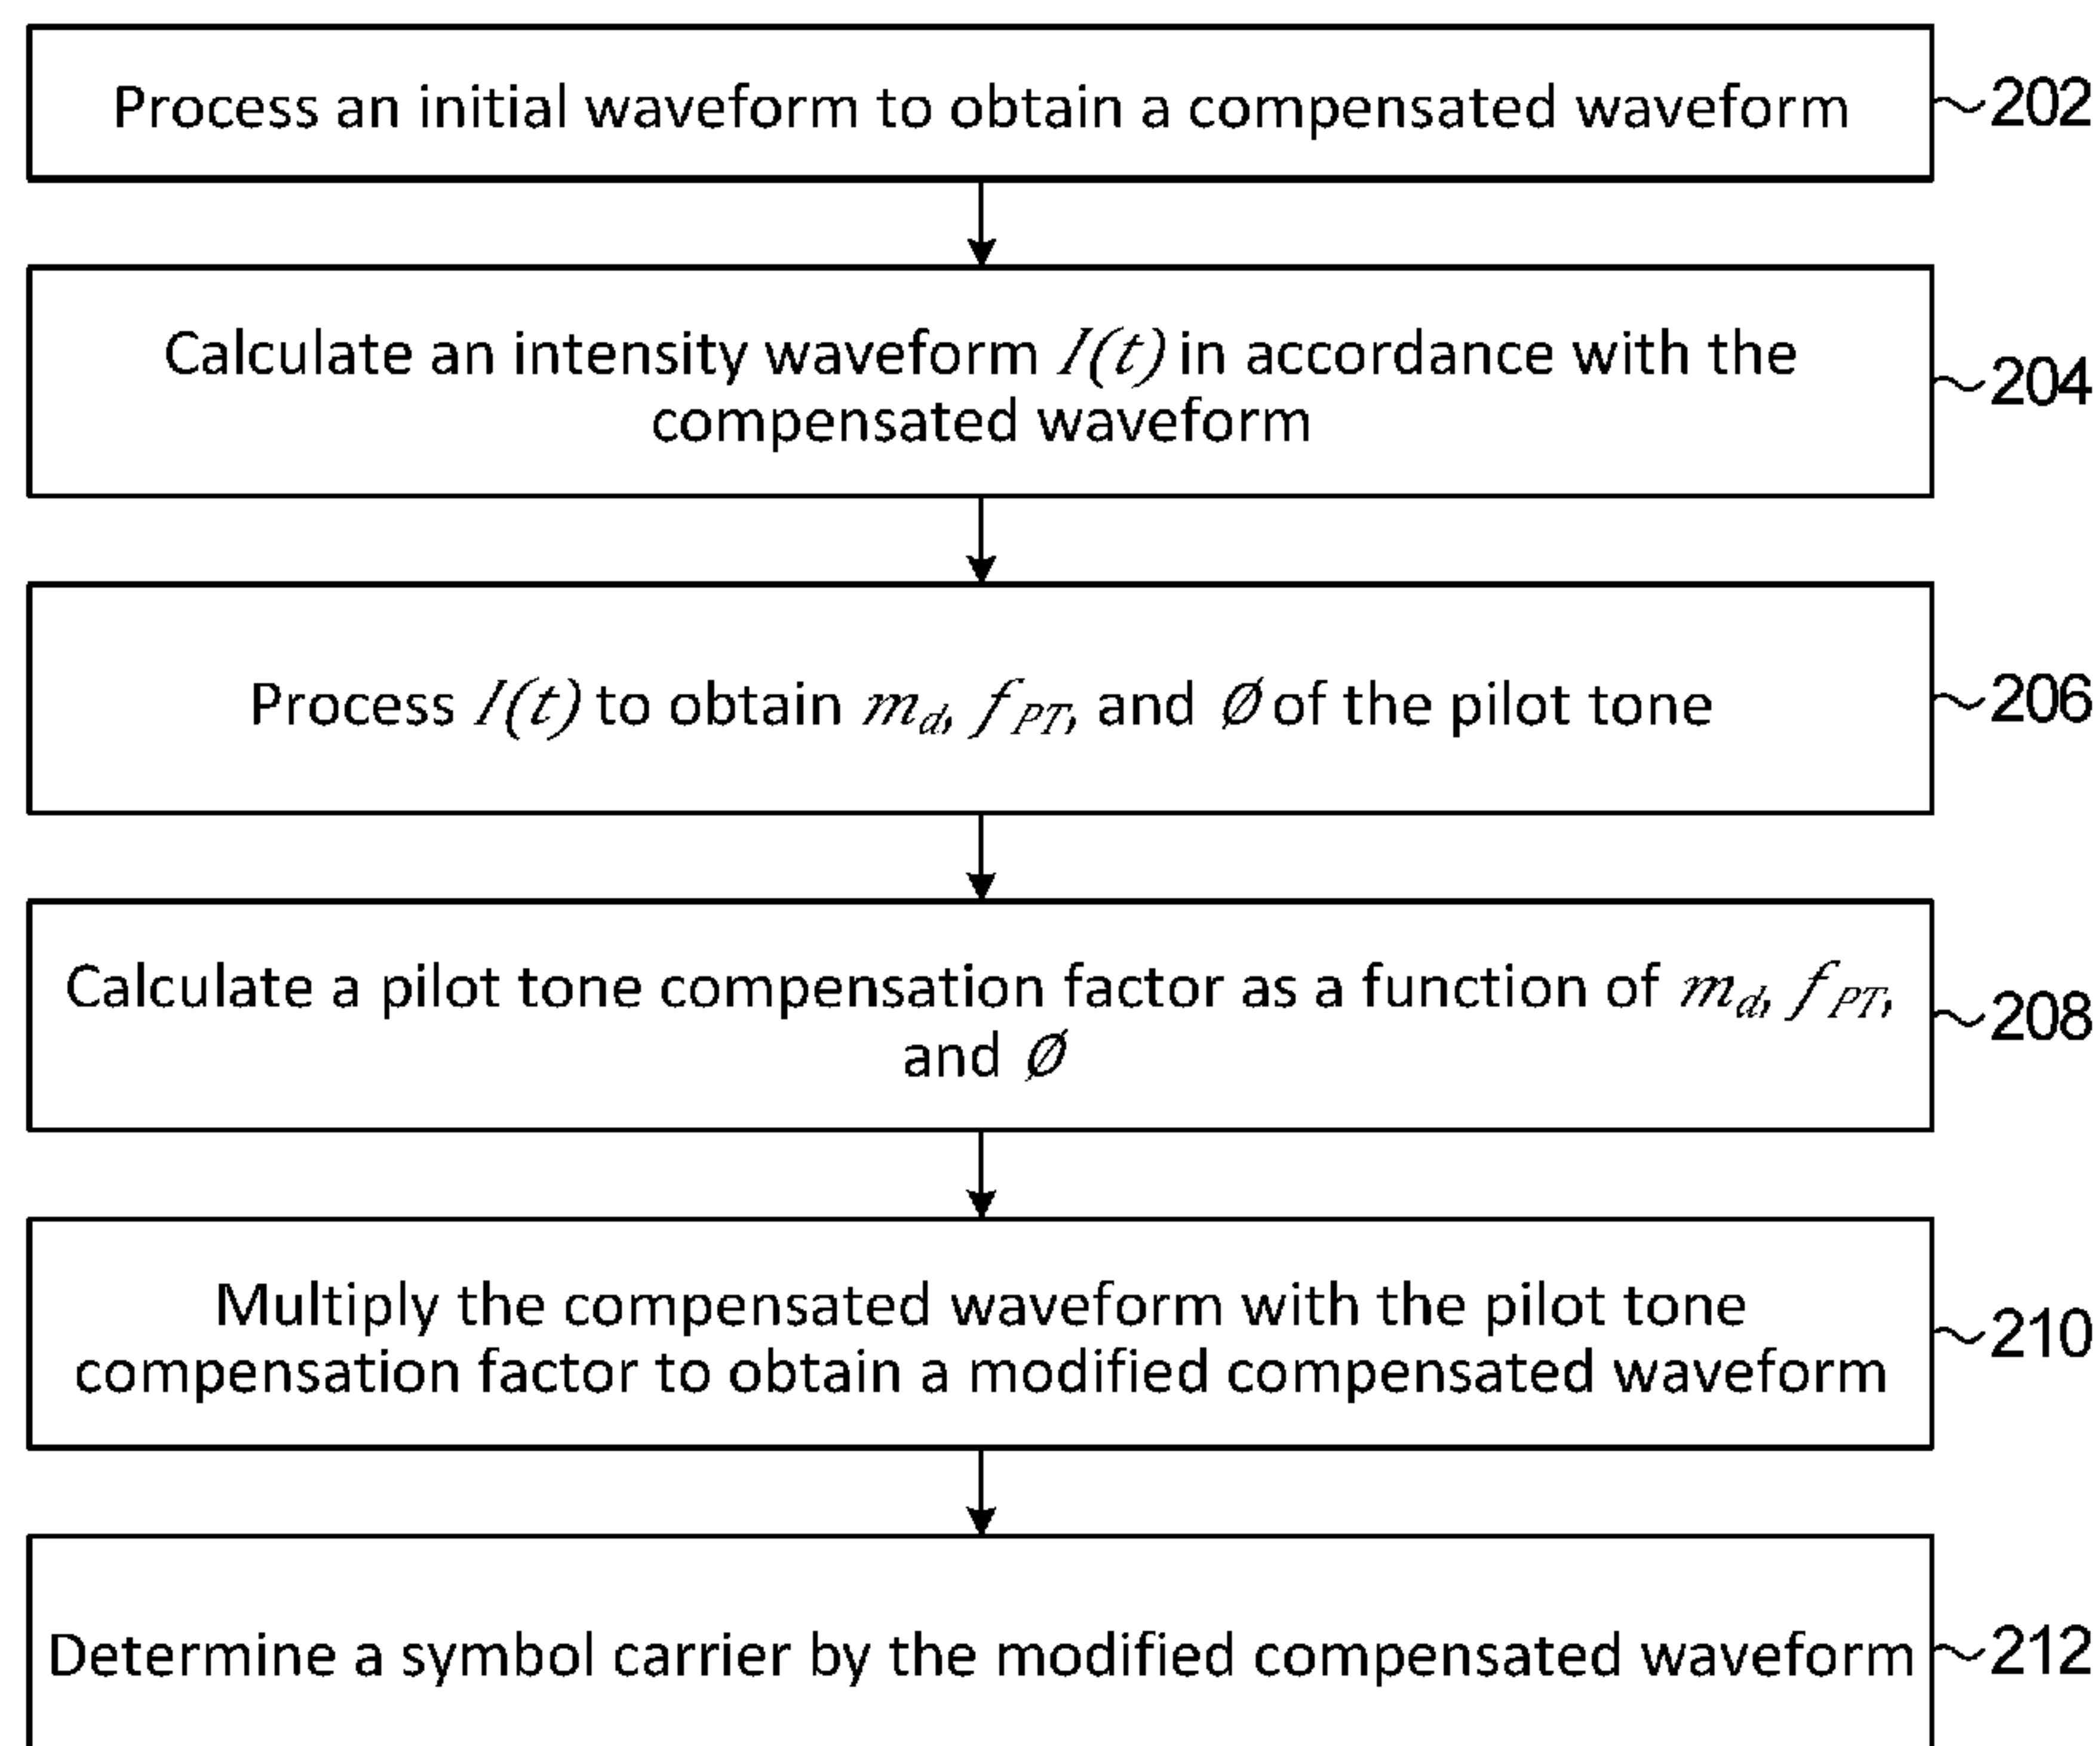 Process an initial waveform to obtain a compensated waveform
202
Calculate an intensity waveform I(t) in accordance with the
compensated waveform
204
Process I(t) to obtain m_d, f_PT, and Ø of the pilot tone
206
Calculate a pilot tone compensation factor as a function of m_d, f_PT,
and Ø
208
Multiply the compensated waveform with the pilot tone
compensation factor to obtain a modified compensated waveform
210
Determine a symbol carrier by the modified compensated waveform
212